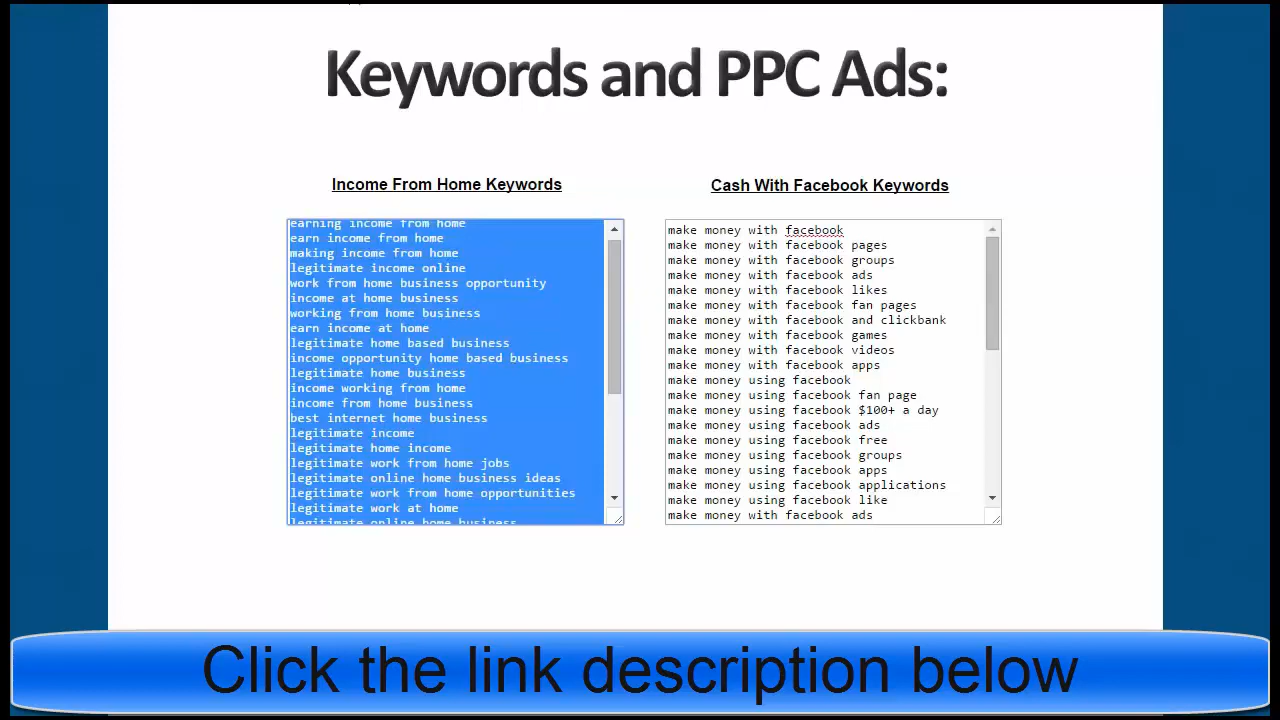 Keywords and PPC Ads:
Income From Home Keywords
earning income from home
earn income from home
making income from home
legitimate income online
work from home business opportunity
income at home business
working from home business
earn income at home
legitimate home based business
income opportunity home based business
legitimate home business
income working from home
income from home business
best internet home business
legitimate income
legitimate home income
legitimate work from home jobs
legitimate online home business ideas
legitimate work from home opportunities
legitimate work at home
legitimate online home business
Cash With Facebook Keywords
make money with facebook
make money with facebook pages
make money with facebook groups
make money with facebook ads
make money with facebook likes
make money with facebook fan pages
make money with facebook and clickbank
make money with facebook games
make money with facebook videos
make money with facebook apps
make money using facebook
make money using facebook fan page
make money using facebook $100+ a day
make money using facebook ads
make money using facebook free
make money using facebook groups
make money using facebook apps
make money using facebook applications
make money using facebook like
make money with facebook ads
Click the link description below